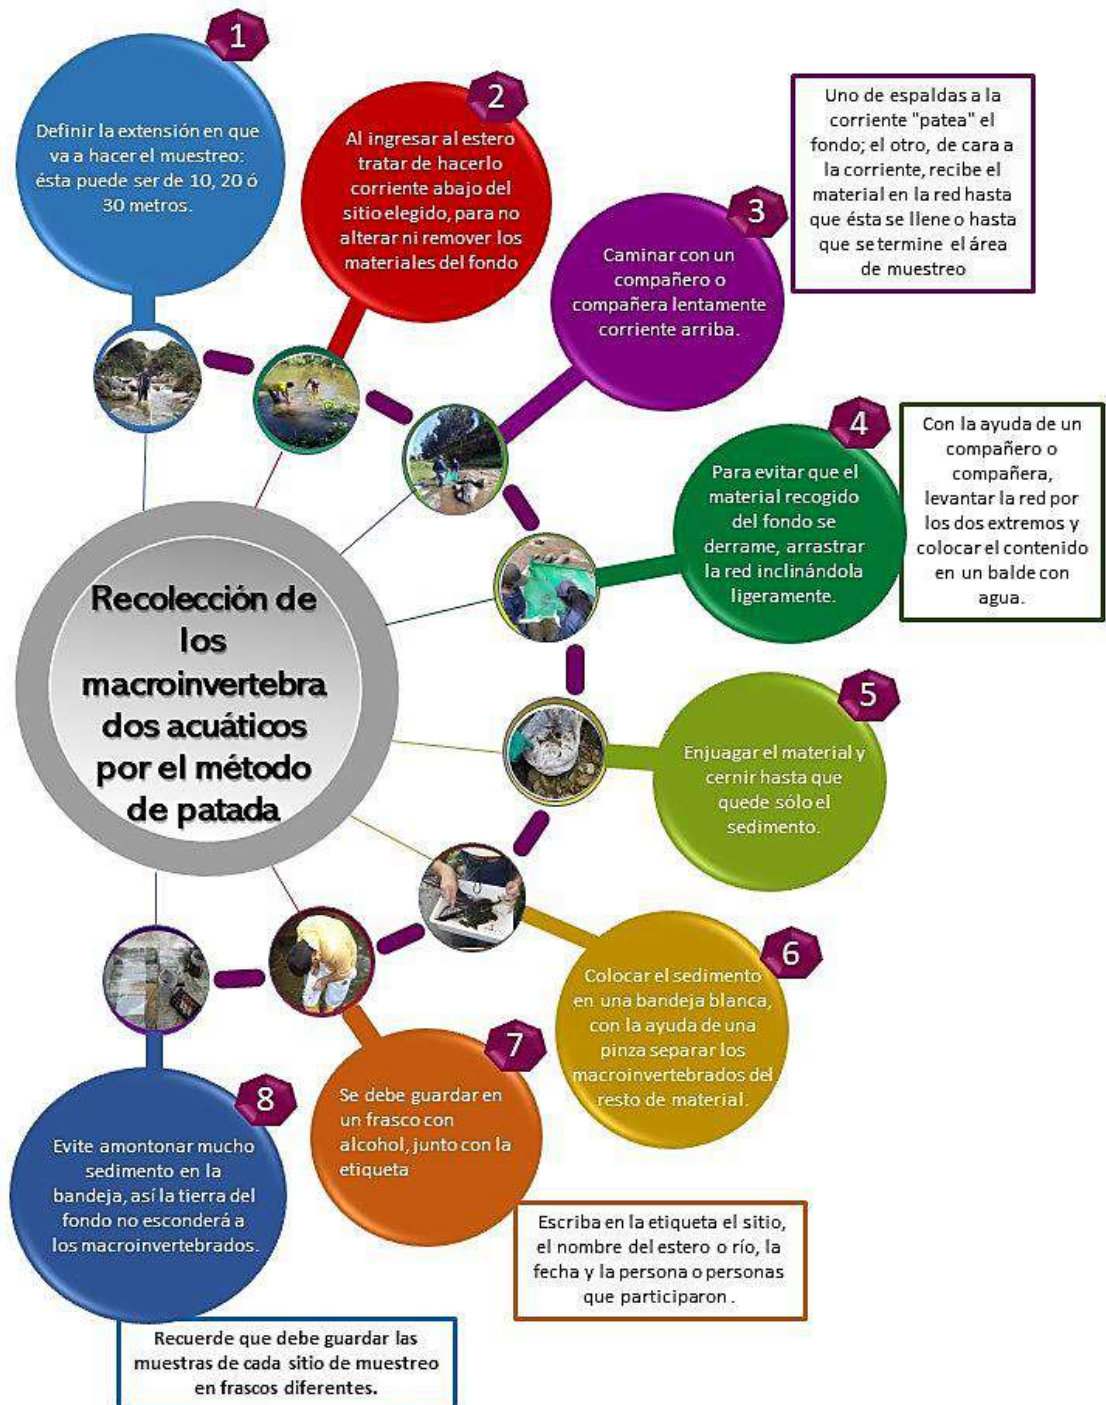 1
Definir la extensión en que
va a hacer el muestreo:
ésta puede ser de 10, 20 ó
30 metros.
2
Al ingresar al estero
tratar de hacerlo
corriente abajo del
sitio elegido, para no
alterar ni remover los
materiales del fondo
3
Caminar con un
compañero o
compañera lentamente
corriente arriba.
Uno de espaldas a la
corriente "patea" el
fondo; el otro, de cara a
la corriente, recibe el
material en la red hasta
que ésta se llene o hasta
que se termine el área
de muestreo
4
Para evitar que el
material recogido
del fondo se
derrame, arrastrar
la red inclinándola
ligeramente.
Con la ayuda de un
compañero o
compañera,
levantar la red por
los dos extremos y
colocar el contenido
en un balde con
agua.
Recolección de
los
macroinvertebra
dos acuáticos
por el método
de patada
5
Enjuagar el material y
cernir hasta que
quede sólo el
sedimento.
6
Colocar el sedimento
en una bandeja blanca,
con la ayuda de una
pinza separar los
macroinvertebrados del
resto de material.
7
Se debe guardar en
un frasco con
alcohol, junto con la
etiqueta
Escriba en la etiqueta el sitio,
el nombre del estero o río, la
fecha y la persona o personas
que participaron .
8
Evite amontonar mucho
sedimento en la
bandeja, así la tierra del
fondo no esconderá a
los macroinvertebrados.
Recuerde que debe guardar las
muestras de cada sitio de muestreo
en frascos diferentes.